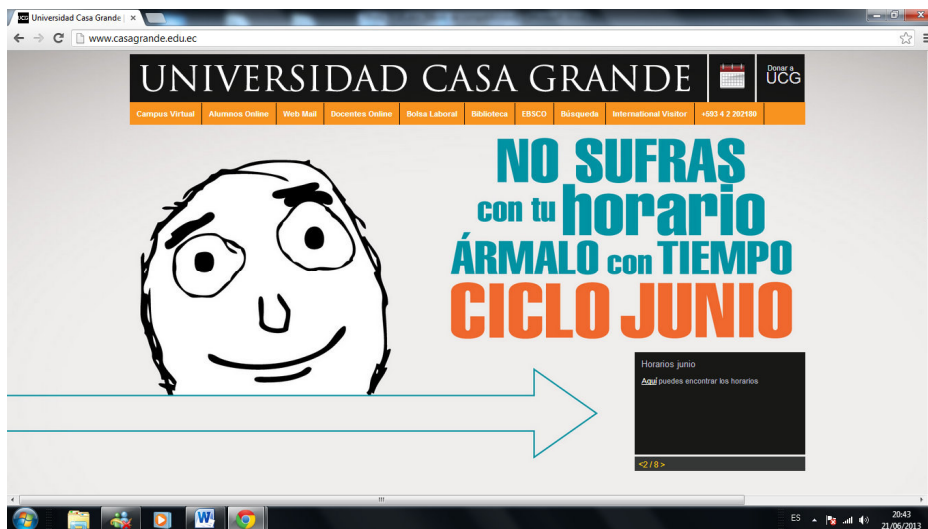 Universidad Casa Grande |
www.casagrande.edu.ec
UNIVERSIDAD CASA GRANDE
Donar a
UCG
Campus Virtual Alumnos Online Web Mail Docentes Online Bolsa Laboral Biblioteca EBSCO Búsqueda International Visitor +593 4 2 202180
NO SUFRAS
con tu horario
ÁRMALO con TIEMPO
CICLO JUNIO
Horarios junio
Aquí puedes encontrar los horarios
<2 / 8 >
ES
20:43
21/06/2013